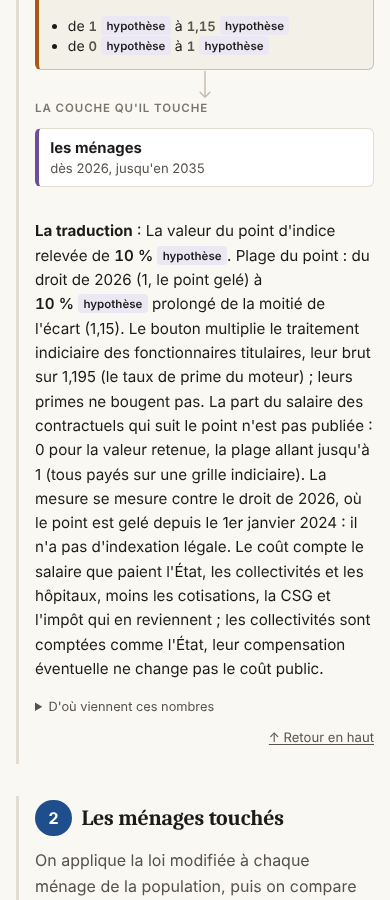 de 1 hypothèse à 1,15 hypothèse
de 0 hypothèse à 1 hypothèse
LA COUCHE QU'IL TOUCHE
les ménages
dès 2026, jusqu'en 2035
La traduction : La valeur du point d'indice
relevée de 10 % hypothèse. Plage du point : du
droit de 2026 (1, le point gelé) à
10 % hypothèse prolongé de la moitié de
l'écart (1,15). Le bouton multiplie le traitement
indiciaire des fonctionnaires titulaires, leur brut
sur 1,195 (le taux de prime du moteur) ; leurs
primes ne bougent pas. La part du salaire des
contractuels qui suit le point n'est pas publiée :
0 pour la valeur retenue, la plage allant jusqu'à
1 (tous payés sur une grille indiciaire). La
mesure se mesure contre le droit de 2026, où
le point est gelé depuis le 1er janvier 2024 : il
n'a pas d'indexation légale. Le coût compte le
salaire que paient l'État, les collectivités et les
hôpitaux, moins les cotisations, la CSG et
l'impôt qui en reviennent ; les collectivités sont
comptées comme l'État, leur compensation
éventuelle ne change pas le coût public.
D'où viennent ces nombres
↑ Retour en haut
2 Les ménages touchés
On applique la loi modifiée à chaque
ménage de la population, puis on compare